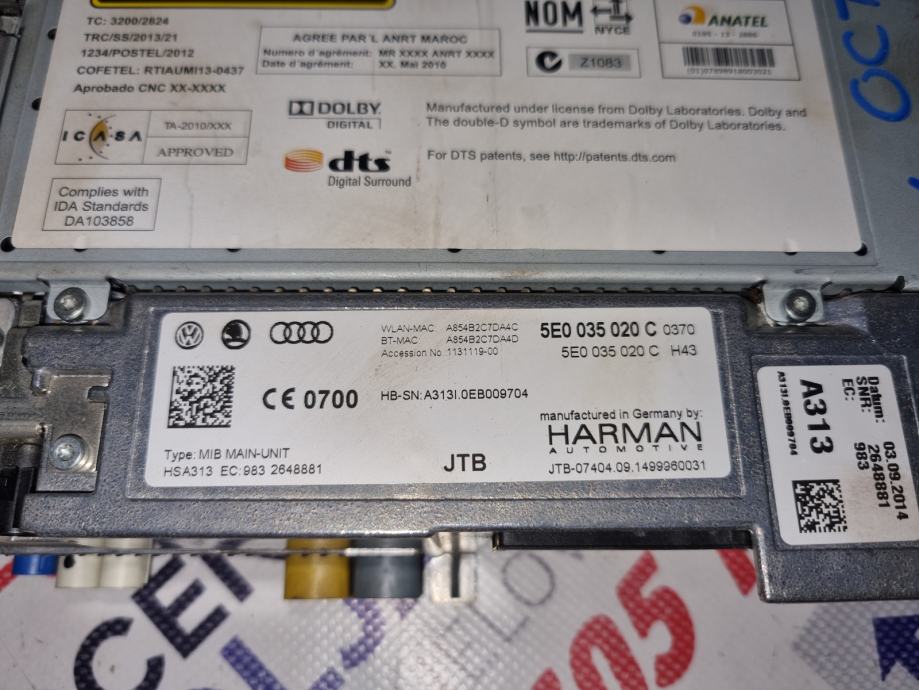 TC: 3200/2824
TRC/SS/2013/21
1234/POSTEL/2012
COFETEL: RTIAUMI13-0437
Aprobado CNC XX-XXXX
AGREE PAR'L ANRT MAROC
Numero d'agrément: MR XXXX ANRT XXXX
Date d'agrément: XX. Mai 2010
NOM
NYCE
Z1083
ANATEL
ICASA
TA-2010/XXX
APPROVED
DOLBY
DIGITAL
Manufactured under license from Dolby Laboratories. Dolby and
The double-D symbol are trademarks of Dolby Laboratories.
dts
Digital Surround
For DTS patents, see http://patents.dts.com
Complies with
IDA Standards
DA103858
WLAN-MAC A854B2C7DA4C
BT-MAC A854B2C7DA4D
Accession No. 1131119-00
5E0 035 020 C 0370
5E0 035 020 C H43
CE 0700
HB-SN:A313I.0EB009704
manufactured in Germany by:
HARMAN
AUTOMOTIVE
Type: MIB MAIN-UNIT
HSA313 EC: 983 2648881
JTB
JTB-07404.09.1499960031
Datum: 03.09.2014
SNR: 2648881
EC: 983
A313
A313I.0EB009704
OCT